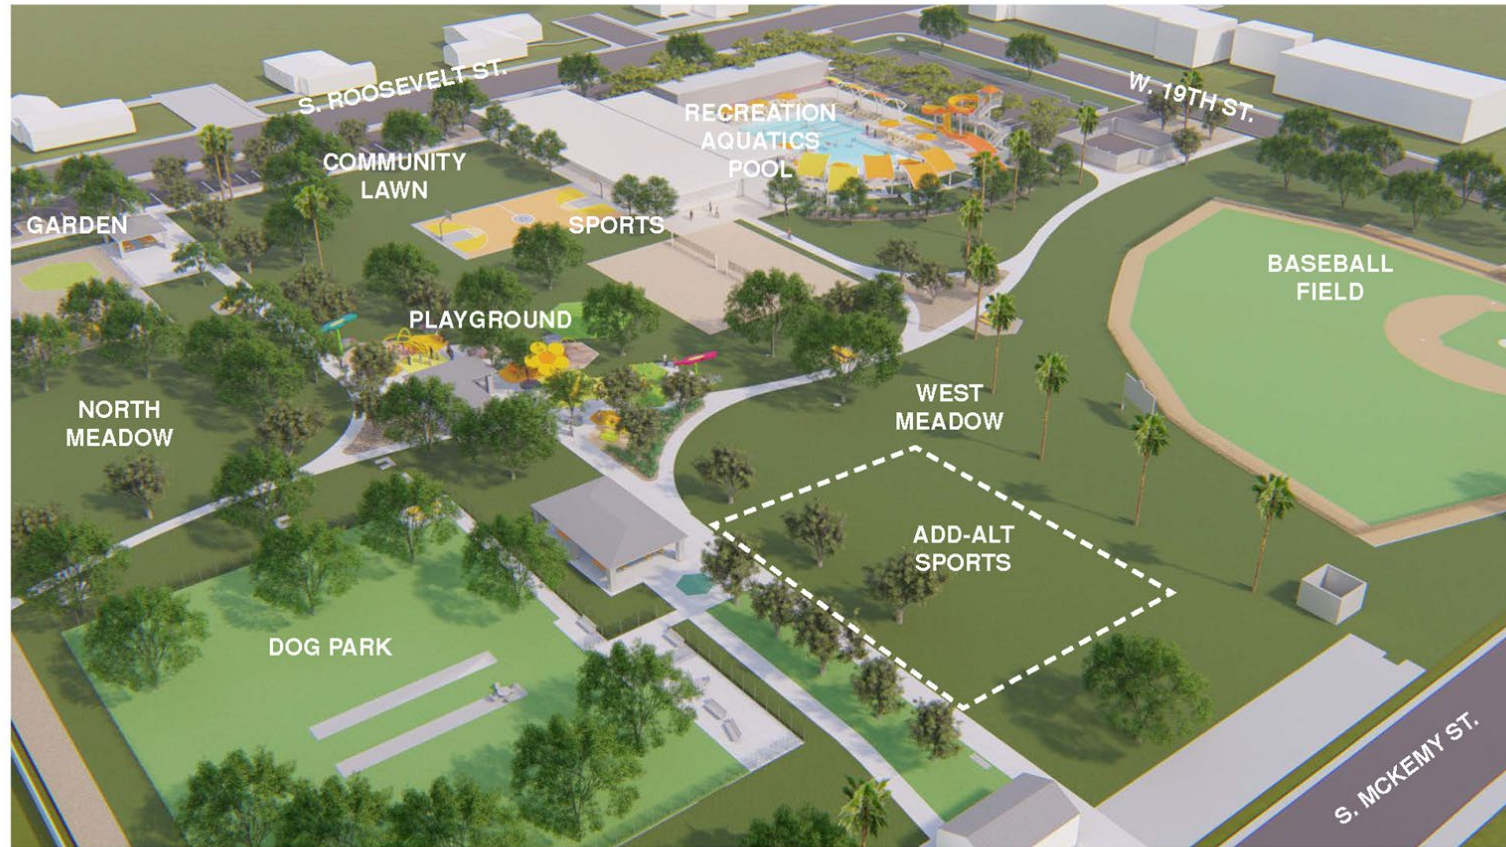 S. ROOSEVELT ST.
W. 19TH ST.
RECREATION
AQUATICS
POOL
COMMUNITY
LAWN
GARDEN
SPORTS
BASEBALL
FIELD
PLAYGROUND
NORTH
MEADOW
WEST
MEADOW
ADD-ALT
SPORTS
DOG PARK
S. MCKEMY ST.